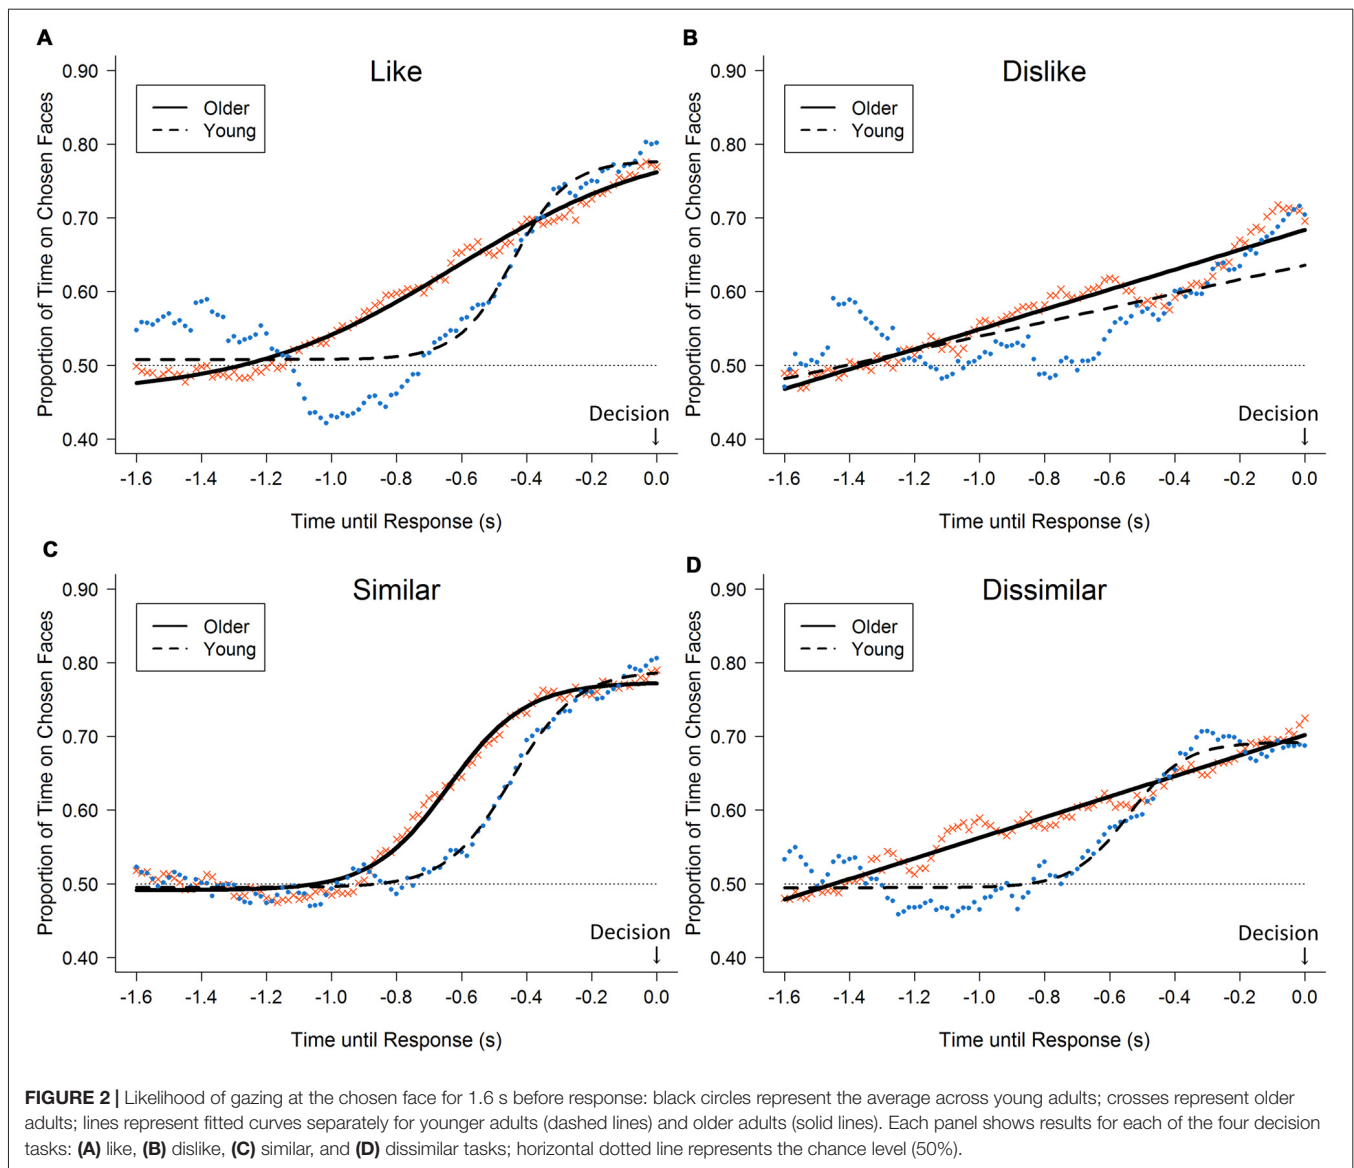 A
Like
Older
Young
Proportion of Time on Chosen Faces
0.90
0.80
0.70
0.60
0.50
0.40
Decision
↓
-1.6 -1.4 -1.2 -1.0 -0.8 -0.6 -0.4 -0.2 0.0
Time until Response (s)
B
Dislike
Older
Young
Proportion of Time on Chosen Faces
0.90
0.80
0.70
0.60
0.50
0.40
Decision
↓
-1.6 -1.4 -1.2 -1.0 -0.8 -0.6 -0.4 -0.2 0.0
Time until Response (s)
C
Similar
Older
Young
Proportion of Time on Chosen Faces
0.90
0.80
0.70
0.60
0.50
0.40
Decision
↓
-1.6 -1.4 -1.2 -1.0 -0.8 -0.6 -0.4 -0.2 0.0
Time until Response (s)
D
Dissimilar
Older
Young
Proportion of Time on Chosen Faces
0.90
0.80
0.70
0.60
0.50
0.40
Decision
↓
-1.6 -1.4 -1.2 -1.0 -0.8 -0.6 -0.4 -0.2 0.0
Time until Response (s)
FIGURE 2 | Likelihood of gazing at the chosen face for 1.6 s before response: black circles represent the average across young adults; crosses represent older
adults; lines represent fitted curves separately for younger adults (dashed lines) and older adults (solid lines). Each panel shows results for each of the four decision
tasks: (A) like, (B) dislike, (C) similar, and (D) dissimilar tasks; horizontal dotted line represents the chance level (50%).